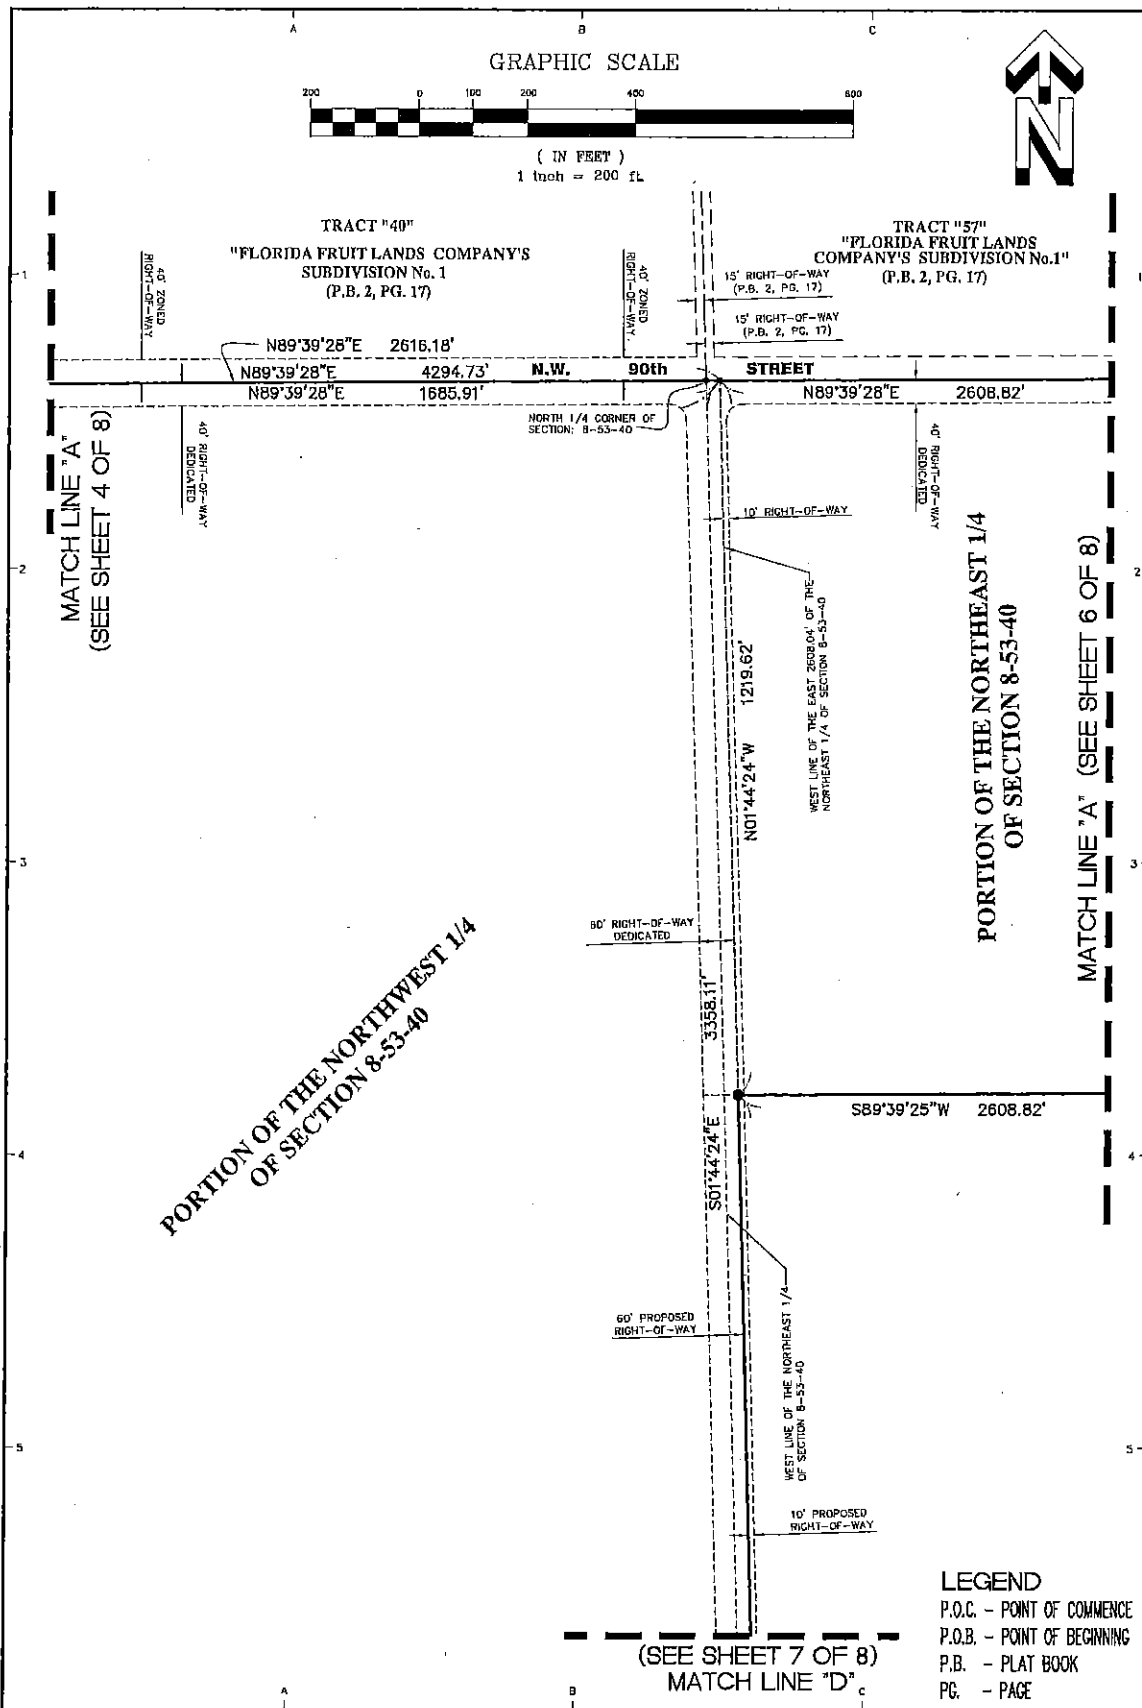 A
B
C
GRAPHIC SCALE
200
0
100
200
400
800
( IN FEET )
1 inch = 200 ft.
N
TRACT "40"
"FLORIDA FRUIT LANDS COMPANY'S
SUBDIVISION No. 1
(P.B. 2, PG. 17)
TRACT "57"
"FLORIDA FRUIT LANDS
COMPANY'S SUBDIVISION No.1"
(P.B. 2, PG. 17)
1
1
40' ZONED
RIGHT-OF-WAY
40' ZONED
RIGHT-OF-WAY
15' RIGHT-OF-WAY
(P.B. 2, PG. 17)
15' RIGHT-OF-WAY
(P.B. 2, PG. 17)
N89°39'28"E 2616.18'
N89°39'28"E 4294.73'
N.W. 90th STREET
N89°39'28"E 1685.91'
N89°39'28"E 2608.82'
NORTH 1/4 CORNER OF
SECTION: 8-53-40
40' RIGHT-OF-WAY
DEDICATED
40' RIGHT-OF-WAY
DEDICATED
MATCH LINE "A"
(SEE SHEET 4 OF 8)
10' RIGHT-OF-WAY
2
2
WEST LINE OF THE EAST 2608.04' OF THE
NORTHEAST 1/4 OF SECTION 8-53-40
N01°44'24"W 1219.62'
PORTION OF THE NORTHEAST 1/4
OF SECTION 8-53-40
MATCH LINE "A" (SEE SHEET 6 OF 8)
3
3
RIGHT-OF-WAY
DEDICATED
PORTION OF THE NORTHWEST 1/4
OF SECTION 8-53-40
S01°44'24"E 3358.11'
S89°39'25"W 2608.82'
4
4
60' PROPOSED
RIGHT-OF-WAY
WEST LINE OF THE NORTHEAST 1/4
OF SECTION 8-53-40
5
5
10' PROPOSED
RIGHT-OF-WAY
LEGEND
P.O.C. - POINT OF COMMENCE
P.O.B. - POINT OF BEGINNING
P.B. - PLAT BOOK
PG. - PAGE
(SEE SHEET 7 OF 8)
MATCH LINE "D"
A
B
C